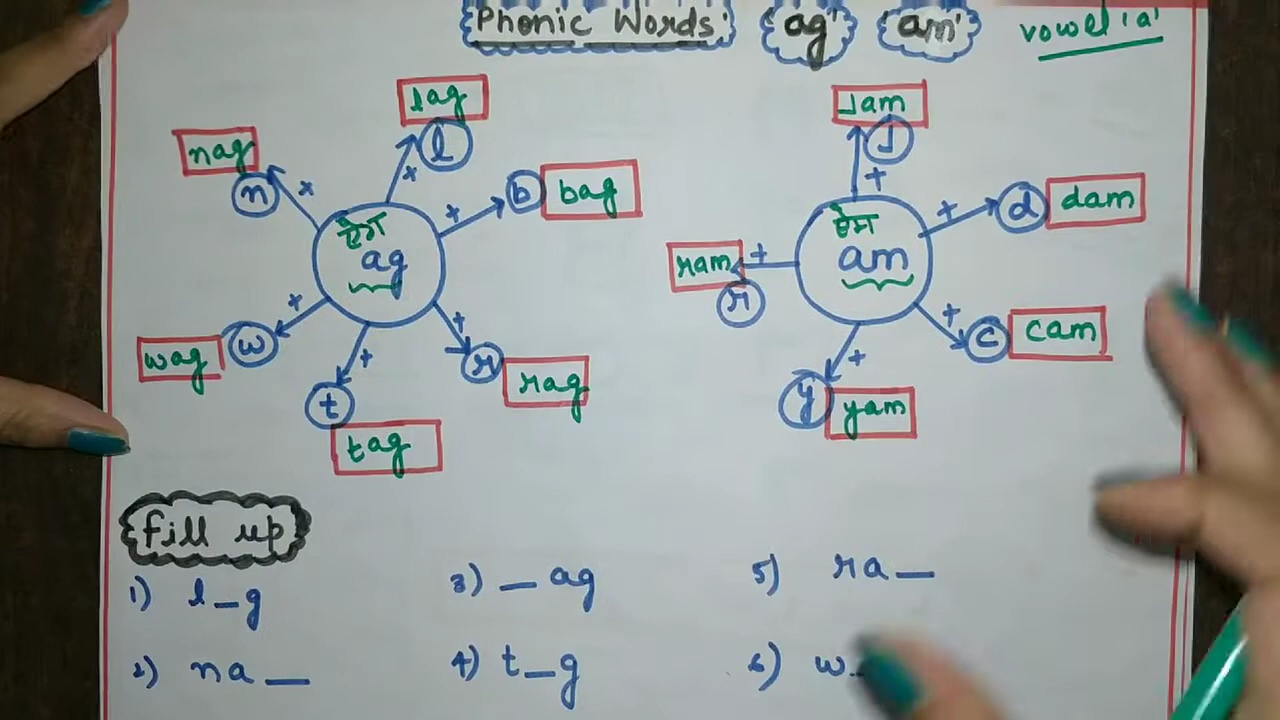 Phonic Words 'ag' 'am' vowel 'a'
lag
l
nag
n
b
bag
ऐग
ag
w
wag
t
tag
r
rag
Jam
J
d
dam
ऐम
am
ram
r
c
cam
y
yam
fill up
1) l_g
2) na_
3) _ag
4) t_g
5) ra_
6) w